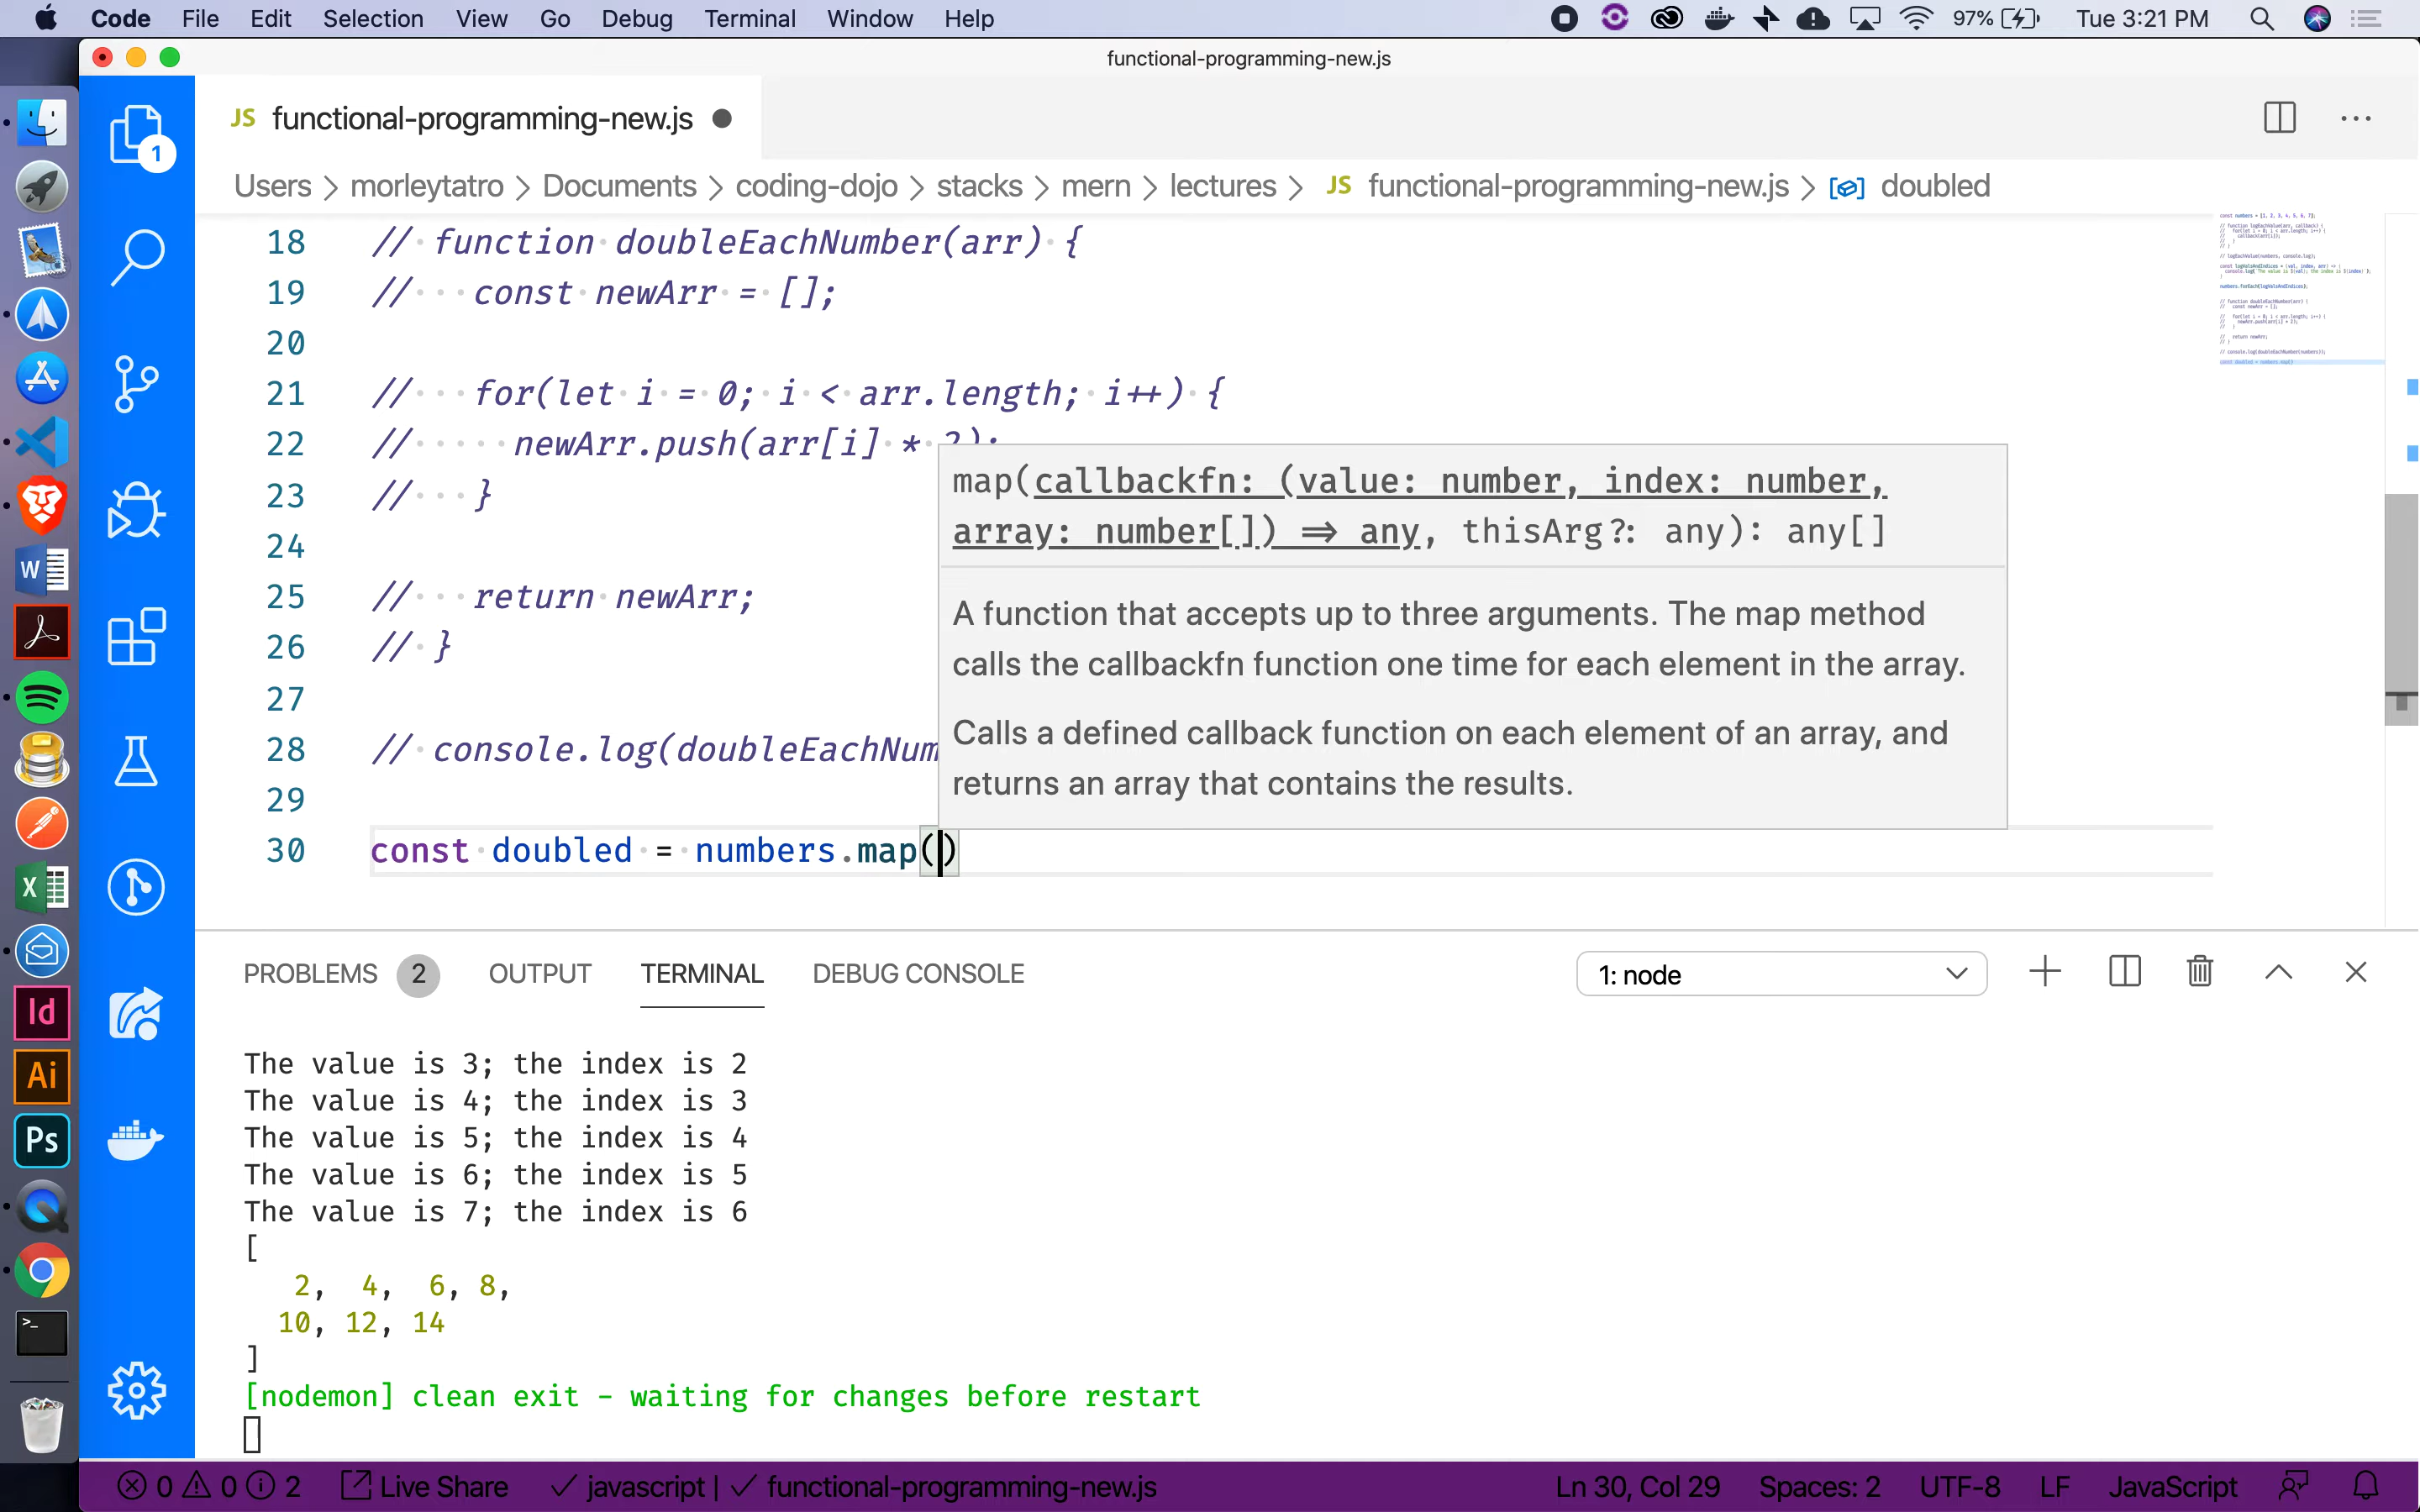 Code File Edit Selection View Go Debug Terminal Window Help 97% Tue 3:21 PM
functional-programming-new.js
JS functional-programming-new.js
1
Users > morleytatro > Documents > coding-dojo > stacks > mern > lectures > JS functional-programming-new.js > doubled
18 // function doubleEachNumber(arr) {
19 // const newArr = [];
20
21 // for(let i = 0; i < arr.length; i++) {
22 // newArr.push(arr[i] * 2);
23 // }
24
25 // return newArr;
26 // }
27
28 // console.log(doubleEachNum
29
30 const doubled = numbers.map()
map(callbackfn: (value: number, index: number,
array: number[]) => any, thisArg?: any): any[]
A function that accepts up to three arguments. The map method
calls the callbackfn function one time for each element in the array.
Calls a defined callback function on each element of an array, and
returns an array that contains the results.
PROBLEMS 2 OUTPUT TERMINAL DEBUG CONSOLE 1: node
The value is 3; the index is 2
The value is 4; the index is 3
The value is 5; the index is 4
The value is 6; the index is 5
The value is 7; the index is 6
[
2, 4, 6, 8,
10, 12, 14
]
[nodemon] clean exit - waiting for changes before restart
W
X
Id
Ai
Ps
>_
0 0 2 Live Share javascript | functional-programming-new.js Ln 30, Col 29 Spaces: 2 UTF-8 LF JavaScript